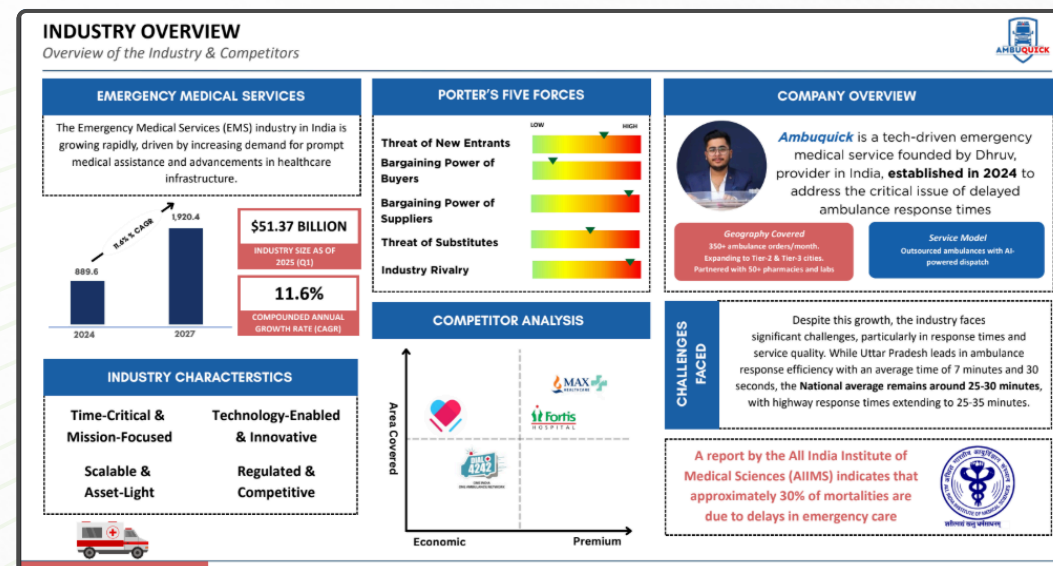 INDUSTRY OVERVIEW
Overview of the Industry & Competitors
AMBUQUICK
EMERGENCY MEDICAL SERVICES
The Emergency Medical Services (EMS) industry in India is
growing rapidly, driven by increasing demand for prompt
medical assistance and advancements in healthcare
infrastructure.
11.6% % CAGR
889.6
1,920.4
2024
2027
$51.37 BILLION
INDUSTRY SIZE AS OF
2025 (Q1)
11.6%
COMPOUNDED ANNUAL
GROWTH RATE (CAGR)
INDUSTRY CHARACTERSTICS
Time-Critical &
Mission-Focused
Technology-Enabled
& Innovative
Scalable &
Asset-Light
Regulated &
Competitive
PORTER'S FIVE FORCES
LOW
HIGH
Threat of New Entrants
Bargaining Power of
Buyers
Bargaining Power of
Suppliers
Threat of Substitutes
Industry Rivalry
COMPETITOR ANALYSIS
Area Covered
MAX
HEALTHCARE
Fortis
HOSPITAL
DIAL
4242
Economic
Premium
COMPANY OVERVIEW
Ambuquick is a tech-driven emergency
medical service founded by Dhruv,
provider in India, established in 2024 to
address the critical issue of delayed
ambulance response times
Geography Covered
350+ ambulance orders/month.
Expanding to Tier-2 & Tier-3 cities.
Partnered with 50+ pharmacies and labs
Service Model
Outsourced ambulances with AI-
powered dispatch
CHALLENGES
FACED
Despite this growth, the industry faces
significant challenges, particularly in response times and
service quality. While Uttar Pradesh leads in ambulance
response efficiency with an average time of 7 minutes and 30
seconds, the National average remains around 25-30 minutes,
with highway response times extending to 25-35 minutes.
A report by the All India Institute of
Medical Sciences (AIIMS) indicates that
approximately 30% of mortalities are
due to delays in emergency care